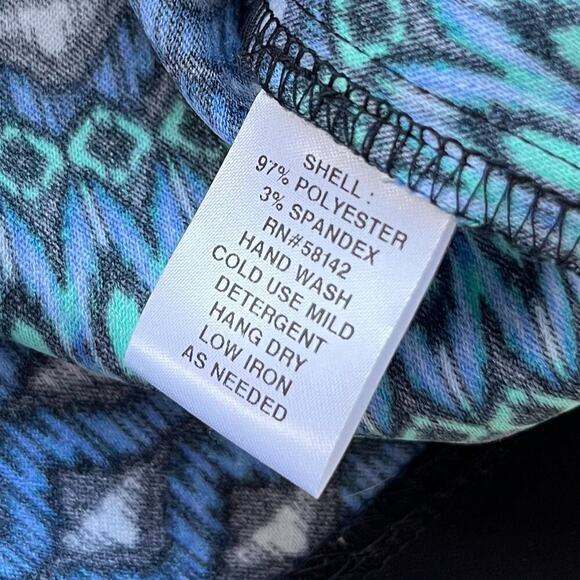 SHELL :
97% POLYESTER
3% SPANDEX
RN#58142
HAND WASH
COLD USE MILD
DETERGENT
HANG DRY
LOW IRON
AS NEEDED